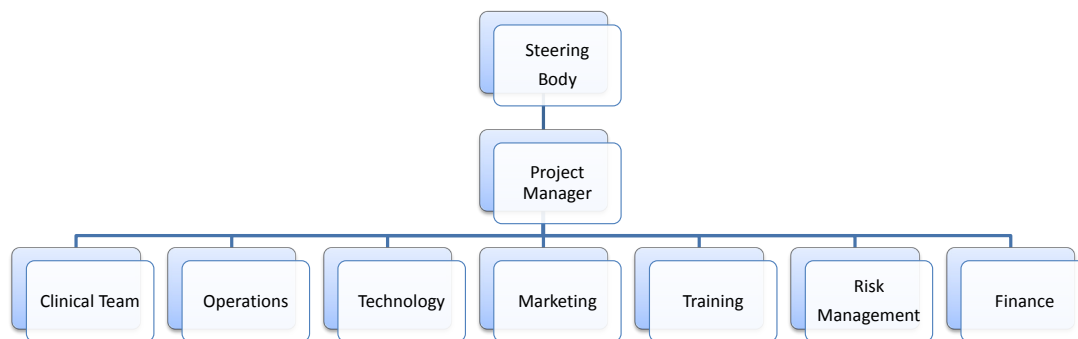 Steering
Body
Project
Manager
Clinical Team
Operations
Technology
Marketing
Training
Risk
Management
Finance